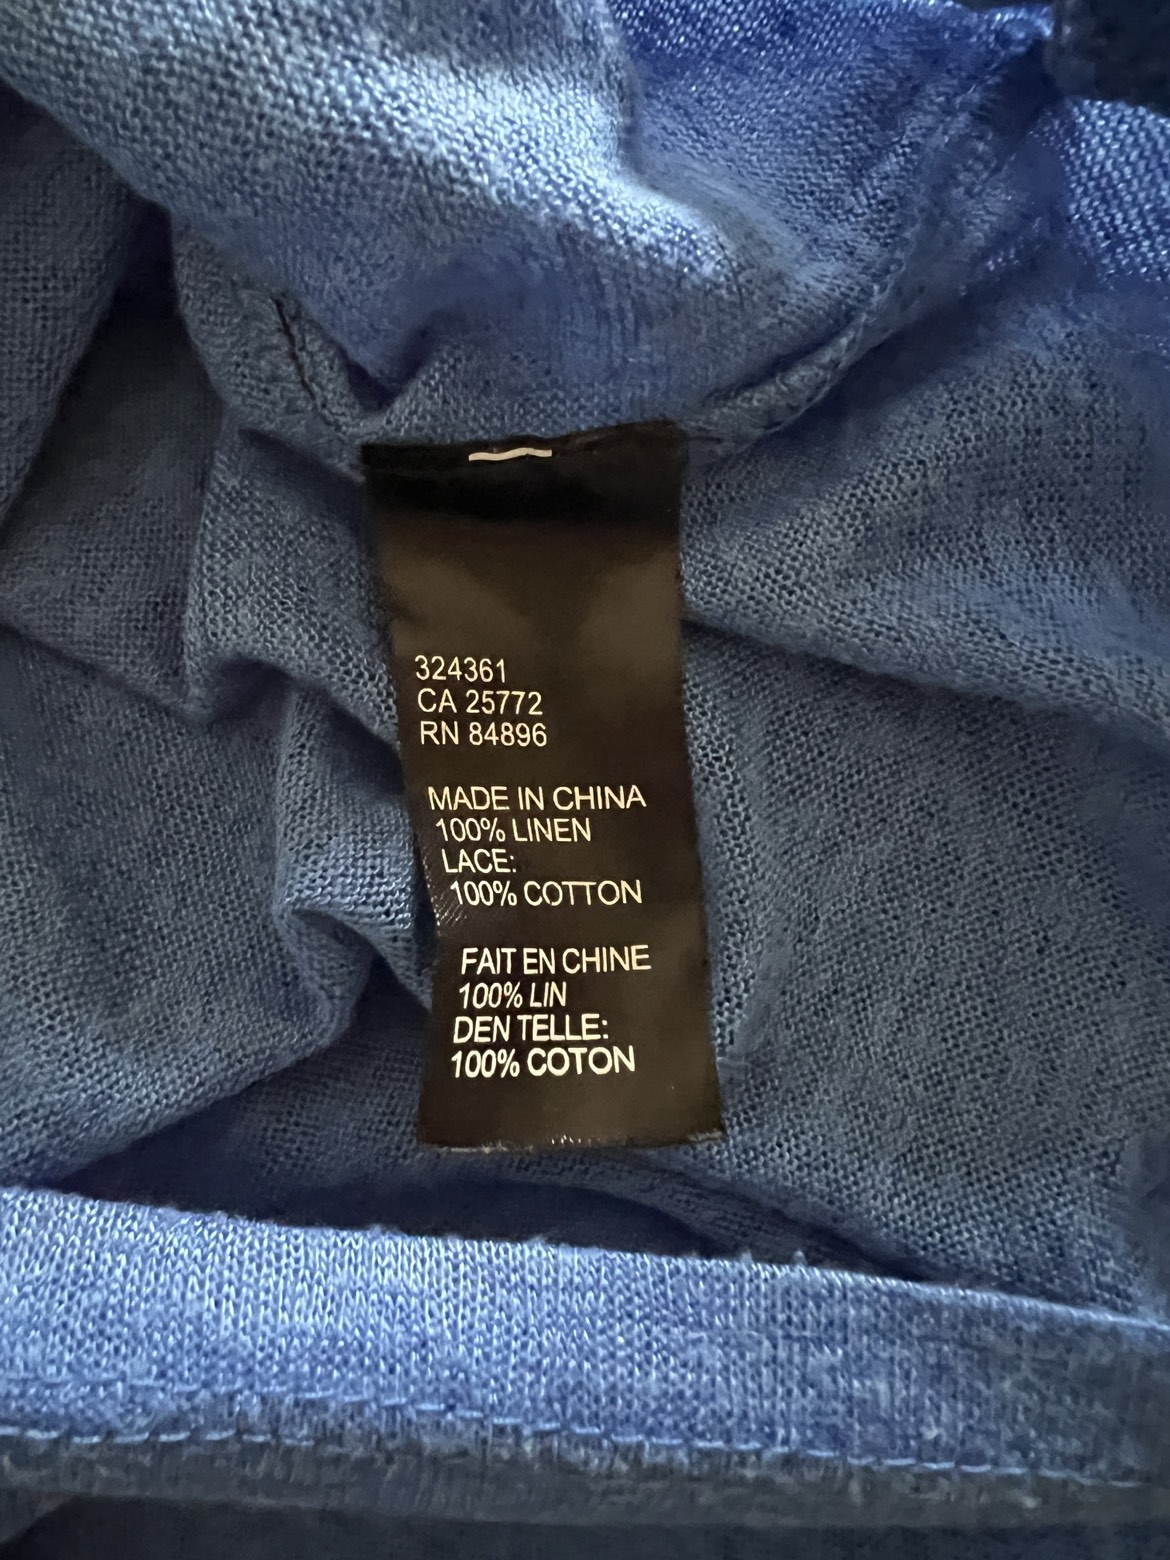 324361
CA 25772
RN 84896
MADE IN CHINA
100% LINEN
LACE:
100% COTTON
FAIT EN CHINE
100% LIN
DEN TELLE:
100% COTON